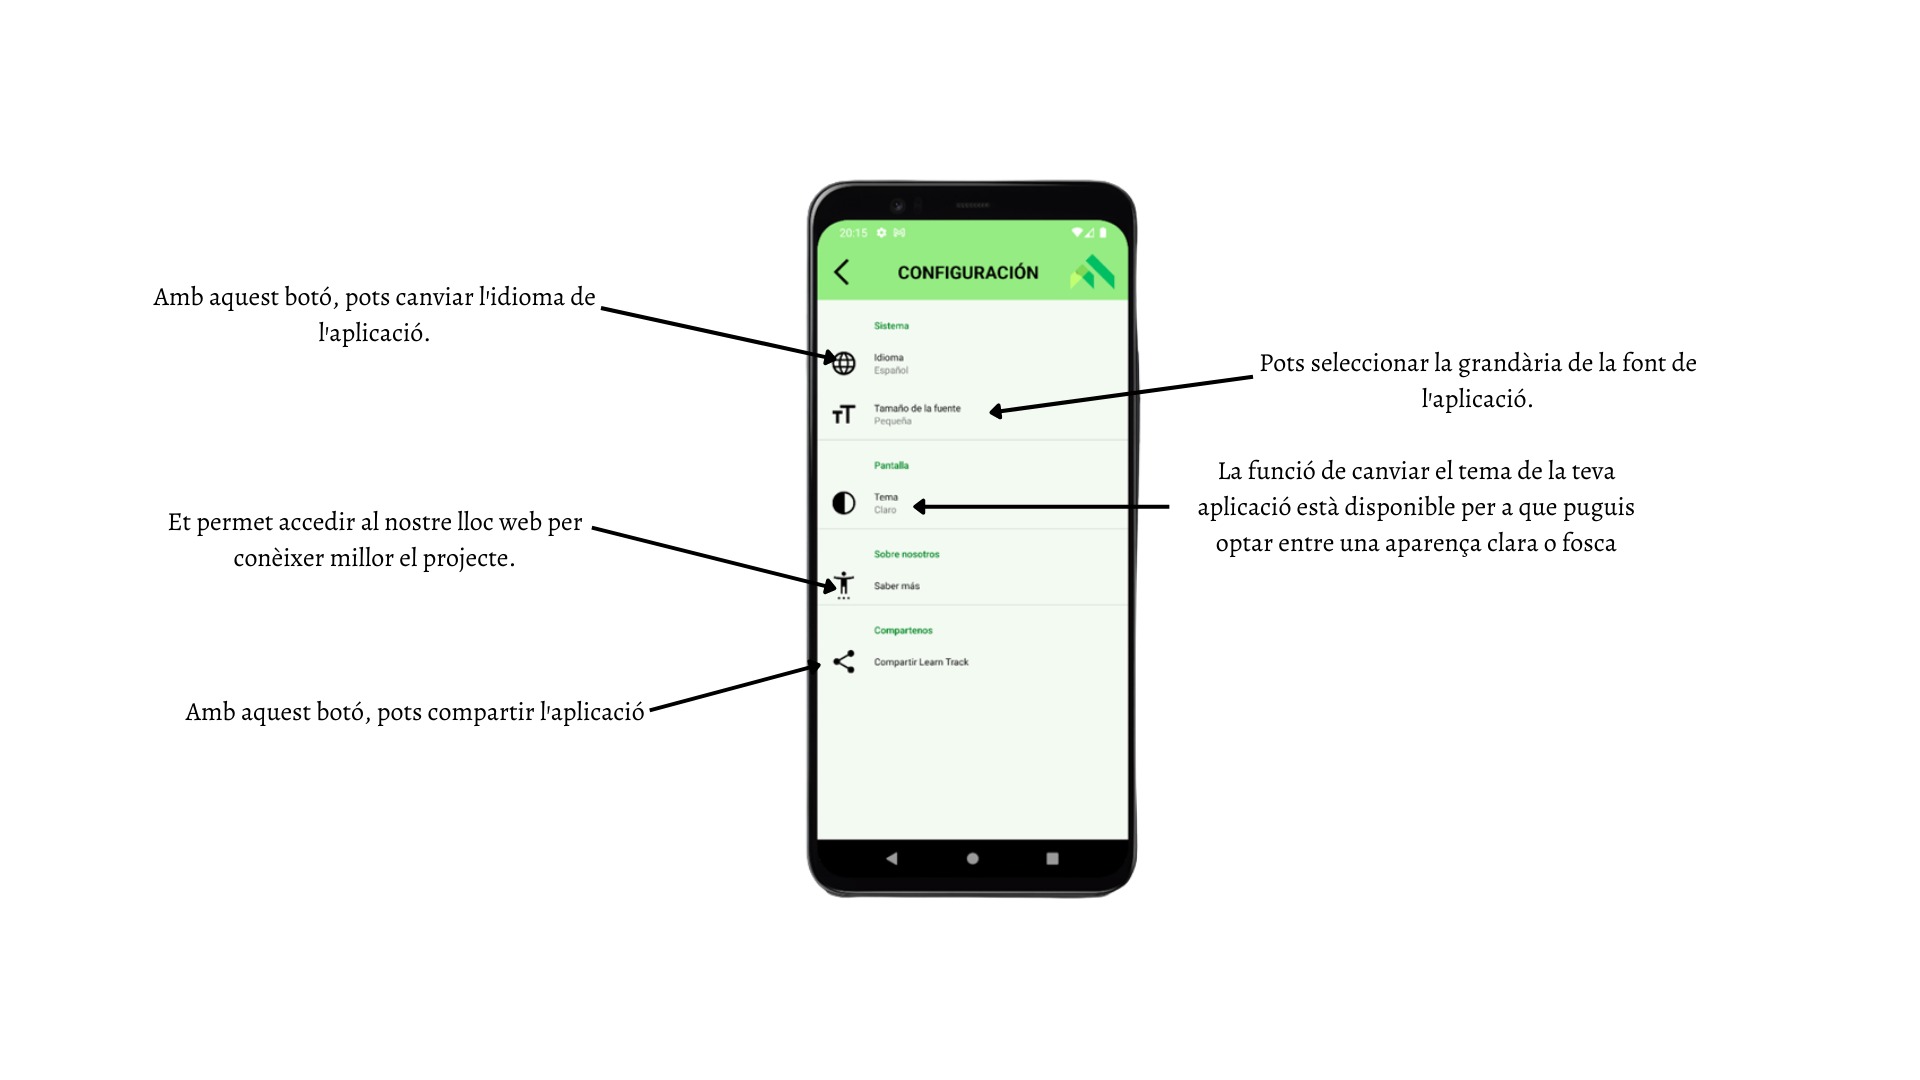 Amb aquest botó, pots canviar l'idioma de
l'aplicació.
Et permet accedir al nostre lloc web per
conèixer millor el projecte.
Amb aquest botó, pots compartir l'aplicació
20:15
CONFIGURACIÓN
Sistema
Idioma
Español
Tamaño de la fuente
Pequeña
Pantalla
Tema
Claro
Sobre nosotros
Saber más
Compartenos
Compartir Learn Track
Pots seleccionar la grandària de la font de
l'aplicació.
La funció de canviar el tema de la teva
aplicació està disponible per a que puguis
optar entre una aparença clara o fosca